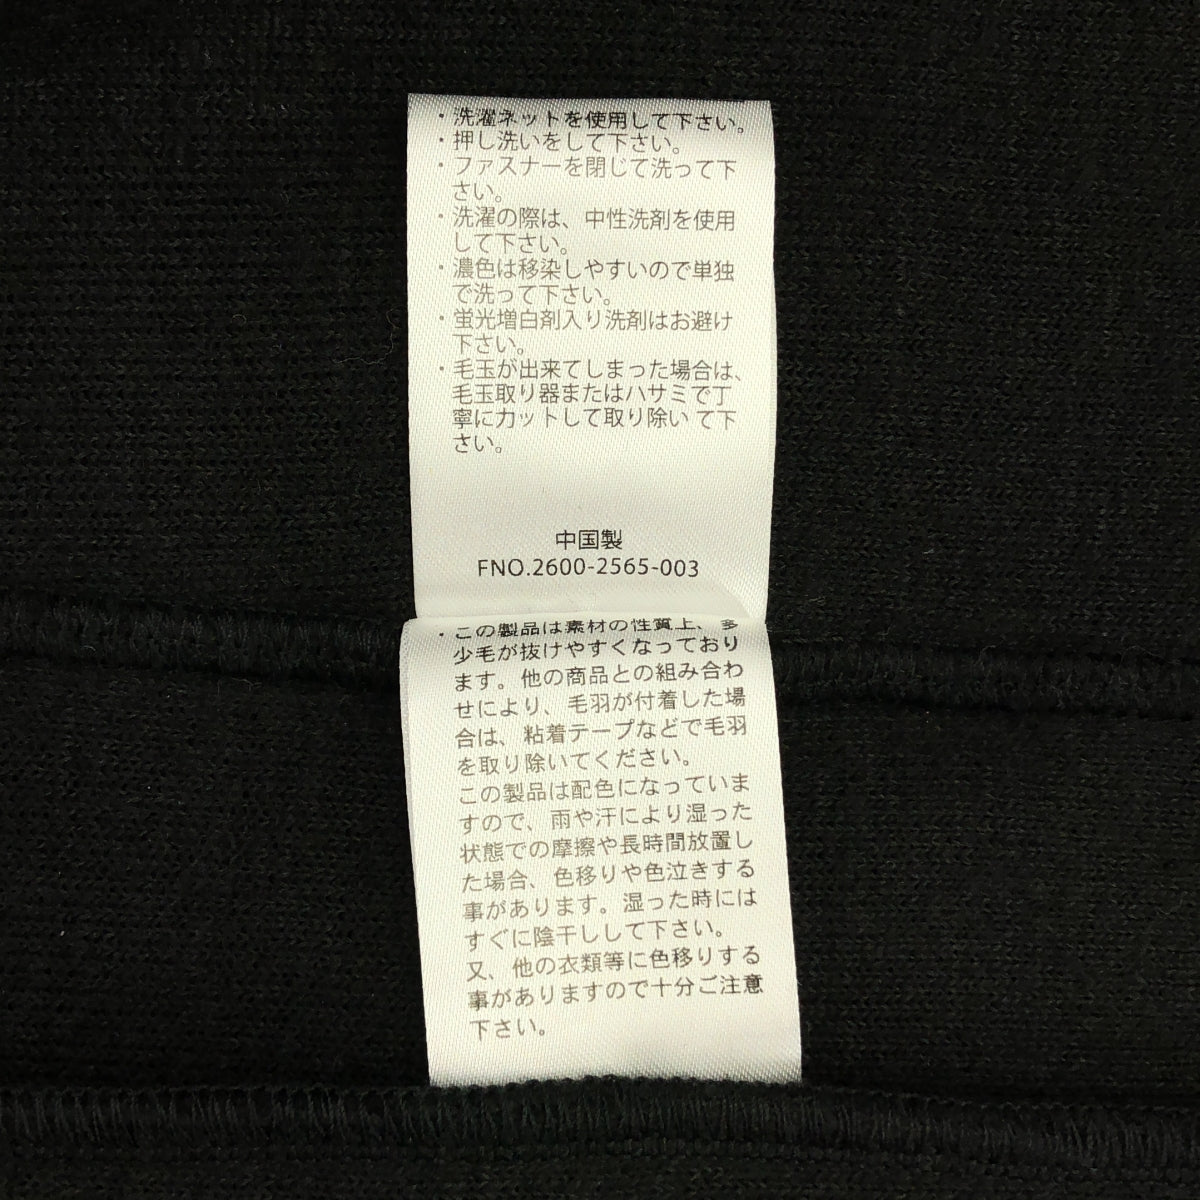 ・洗濯ネットを使用して下さい。
・押し洗いをして下さい。
・ファスナーを閉じて洗って下
さい。
・洗濯の際は、中性洗剤を使用
して下さい。
・濃色は移染しやすいので単独
で洗って下さい。
・蛍光増白剤入り洗剤はお避け
下さい。
・毛玉が出来てしまった場合は、
毛玉取り器またはハサミで丁
寧にカットして取り除いて下
さい。
中国製
FNO.2600-2565-003
・この製品は素材の性質上、多
少毛が抜けやすくなっており
ます。他の商品との組み合わ
せにより、毛羽が付着した場
合は、粘着テープなどで毛羽
を取り除いてください。
この製品は配色になっていま
すので、雨や汗により湿った
状態での摩擦や長時間放置し
た場合、色移りや色泣きする
事があります。湿った時には
すぐに陰干しして下さい。
又、他の衣類等に色移りする
事がありますので十分ご注意
下さい。